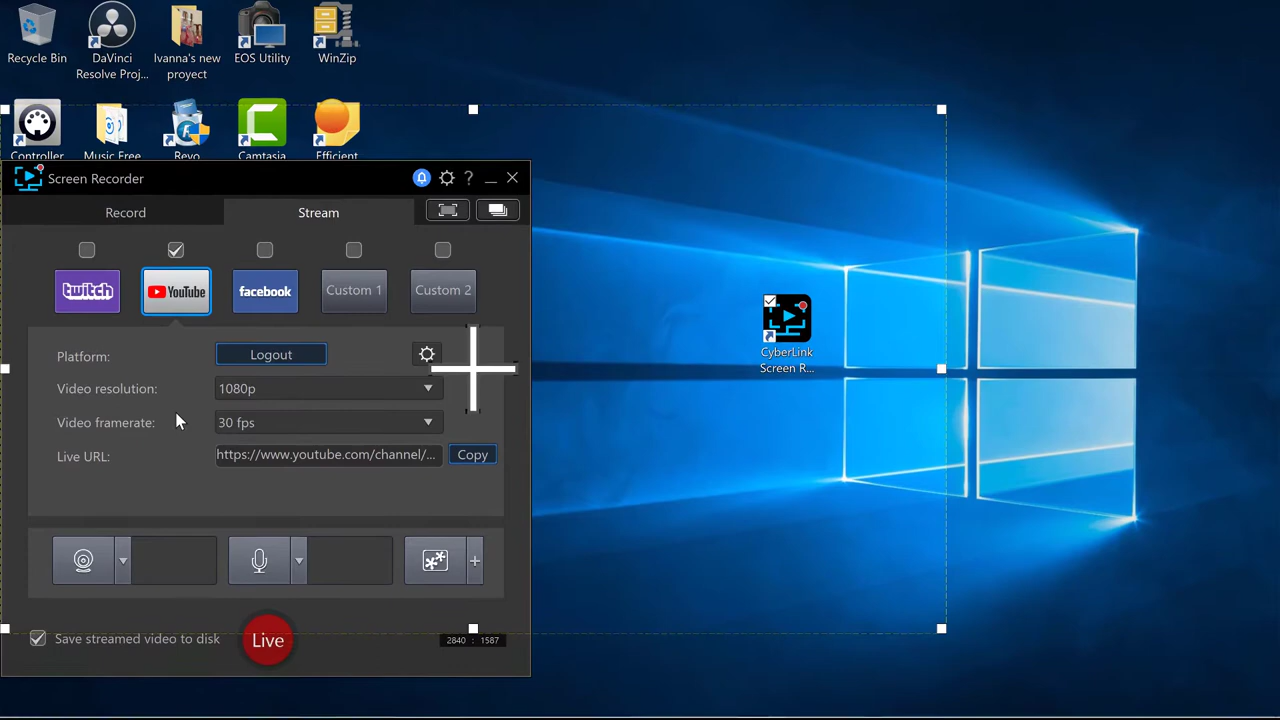 Recycle Bin
DaVinci
Resolve Proj...
Ivanna's new
proyect
EOS Utility
WinZip
Controller
Music Free
Revo
Camtasia
Efficient
Screen Recorder
?
Record
Stream
twitch
YouTube
facebook
Custom 1
Custom 2
Platform:
Logout
Video resolution:
1080p
Video framerate:
30 fps
Live URL:
https://www.youtube.com/channel/...
Copy
Save streamed video to disk
Live
2840 : 1587
CyberLink
Screen R...